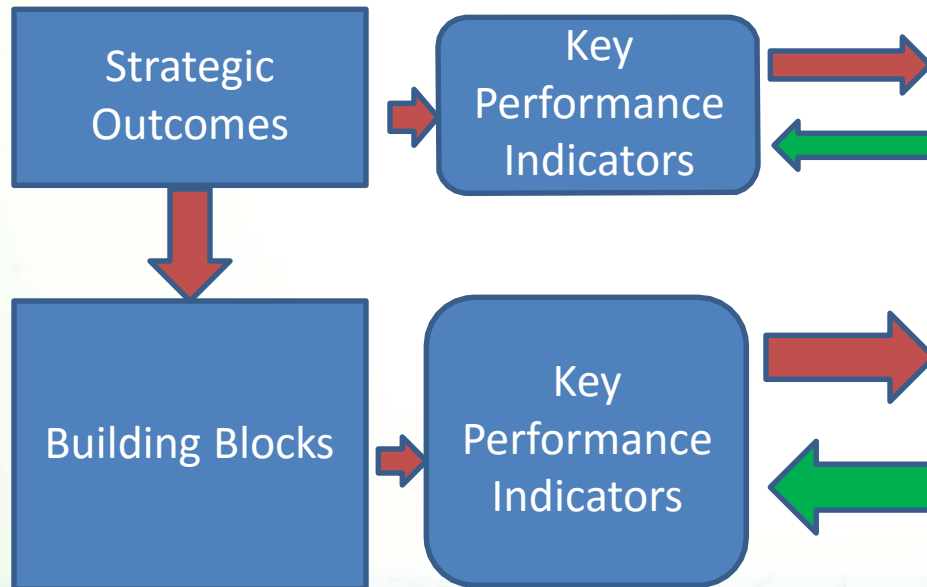 Strategic
Outcomes
Key
Performance
Indicators
Building Blocks
Key
Performance
Indicators